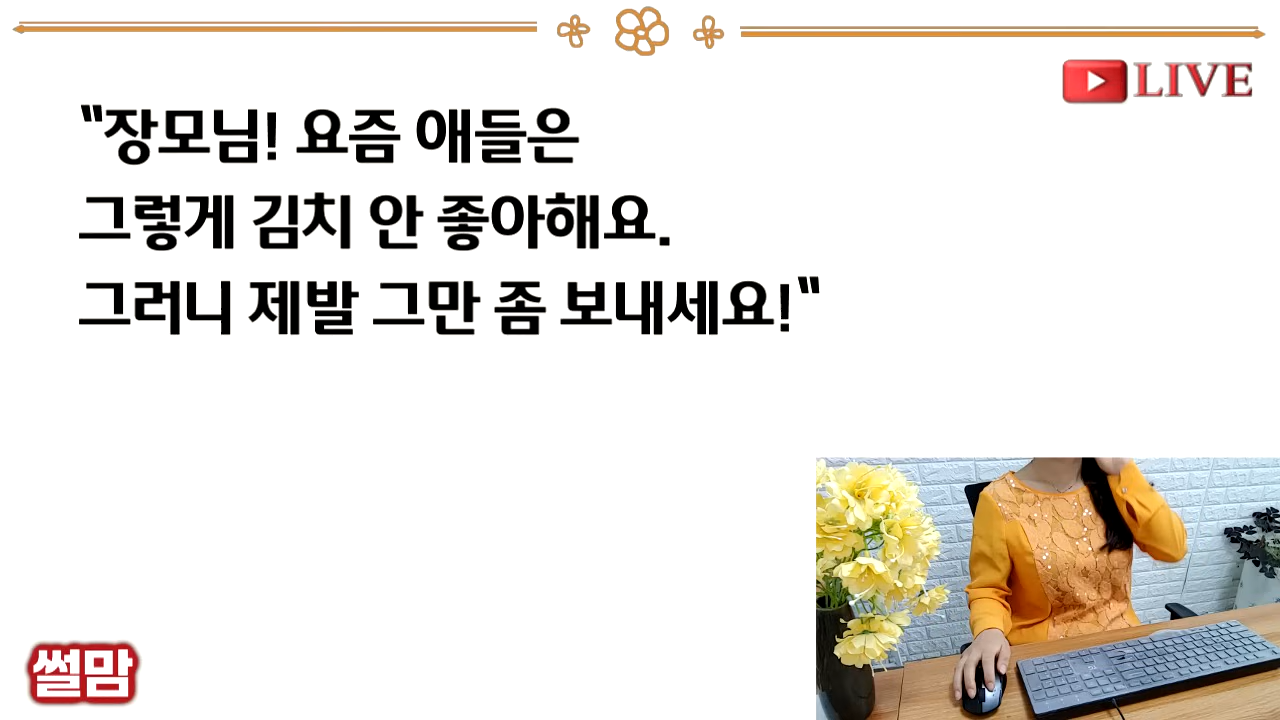 LIVE
"장모님! 요즘 애들은
그렇게 김치 안 좋아해요.
그러니 제발 그만 좀 보내세요!"
썰맘